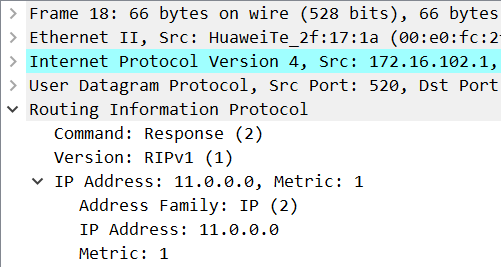 Frame 18: 66 bytes on wire (528 bits), 66 bytes
Ethernet II, Src: HuaweiTe_2f:17:1a (00:e0:fc:2
Internet Protocol Version 4, Src: 172.16.102.1,
User Datagram Protocol, Src Port: 520, Dst Port
Routing Information Protocol
Command: Response (2)
Version: RIPv1 (1)
IP Address: 11.0.0.0, Metric: 1
Address Family: IP (2)
IP Address: 11.0.0.0
Metric: 1